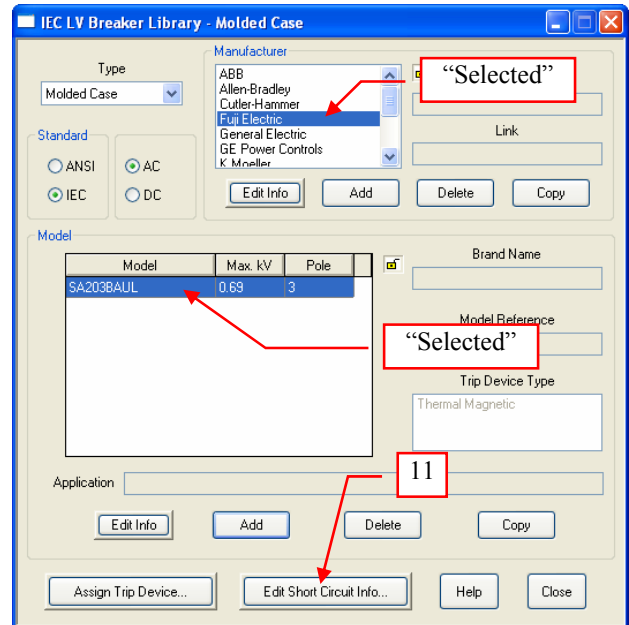 IEC LV Breaker Library - Molded Case
Type
Molded Case
Standard
ANSI
AC
IEC
DC
Manufacturer
ABB
Allen-Bradley
Cutler-Hammer
Fuji Electric
General Electric
GE Power Controls
K Moeller
“Selected”
Link
Edit Info
Add
Delete
Copy
Model
Model Max. kV Pole
SA203BAUL 0.69 3
Brand Name
Model Reference
“Selected”
Trip Device Type
Thermal Magnetic
11
Application
Edit Info
Add
Delete
Copy
Assign Trip Device...
Edit Short Circuit Info...
Help
Close